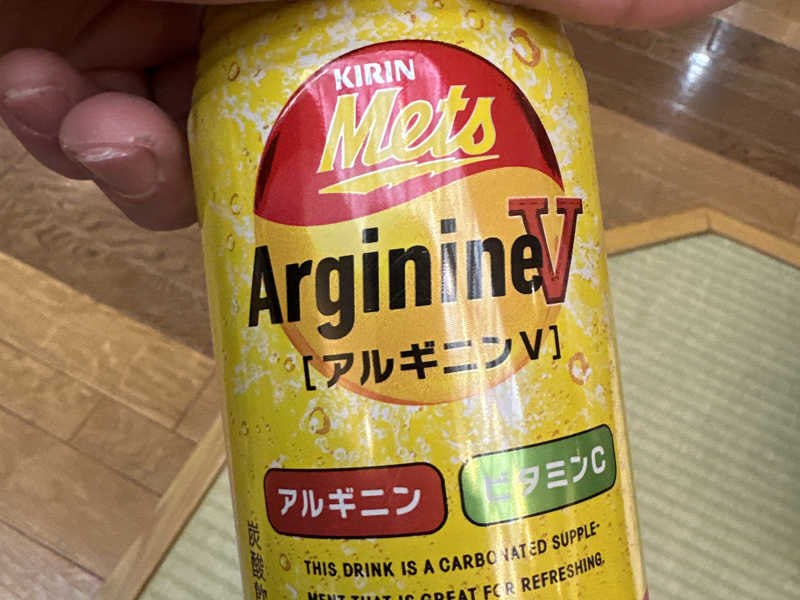 KIRIN
Mets
Arginine V
[アルギニンV]
アルギニン
ビタミンC
THIS DRINK IS A CARBONATED SUPPLE-
MENT THAT IS GREAT FOR REFRESHING.